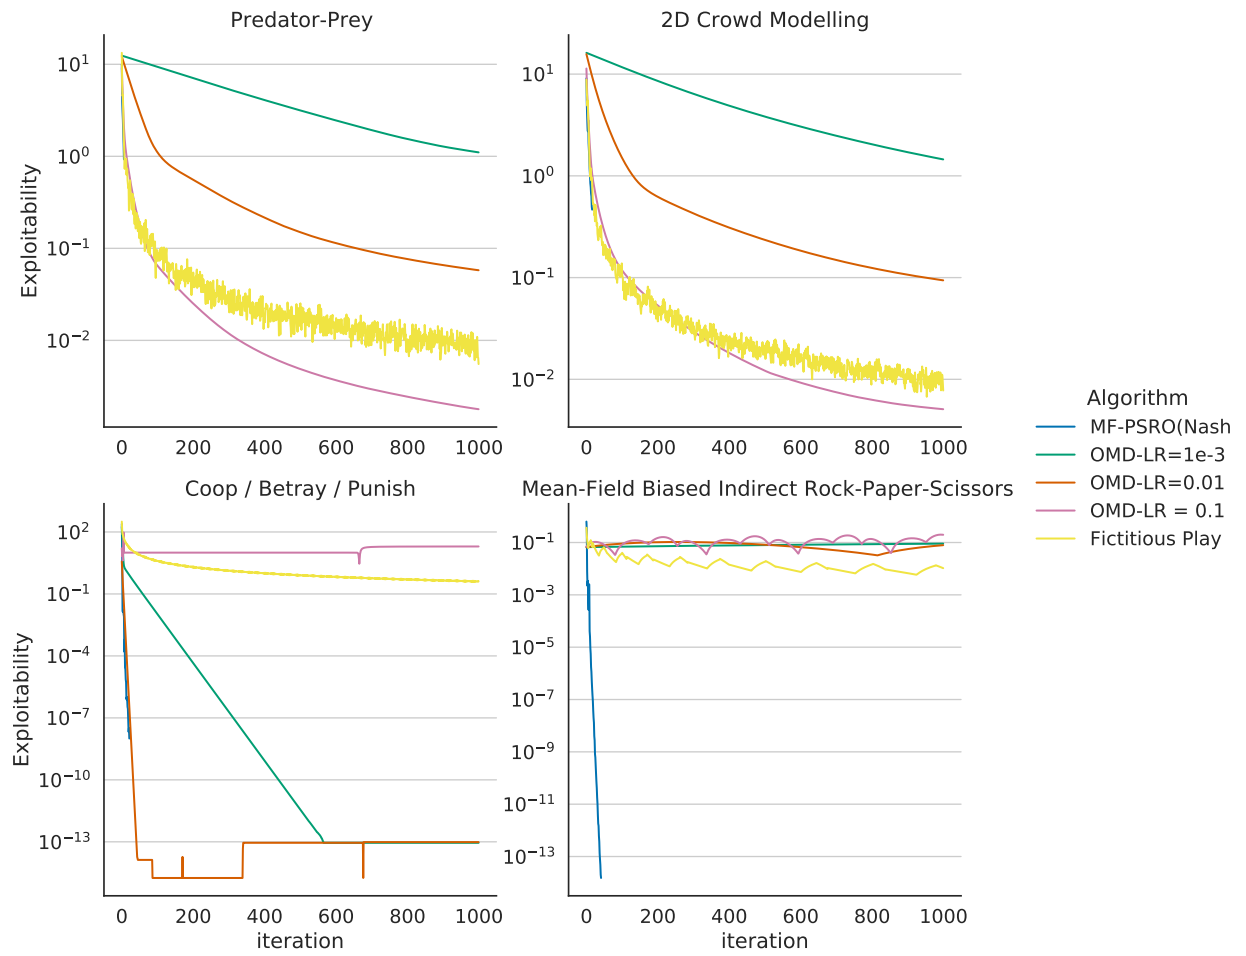 Predator-Prey
2D Crowd Modelling
Exploitability
10^1
10^0
10^−1
10^−2
0 200 400 600 800 1000
10^1
10^0
10^−1
10^−2
0 200 400 600 800 1000
Algorithm
MF-PSRO(Nash
OMD-LR=1e-3
OMD-LR=0.01
OMD-LR = 0.1
Fictitious Play
Coop / Betray / Punish
Mean-Field Biased Indirect Rock-Paper-Scissors
Exploitability
10^2
10^−1
10^−4
10^−7
10^−10
10^−13
0 200 400 600 800 1000
iteration
10^−1
10^−3
10^−5
10^−7
10^−9
10^−11
10^−13
0 200 400 600 800 1000
iteration